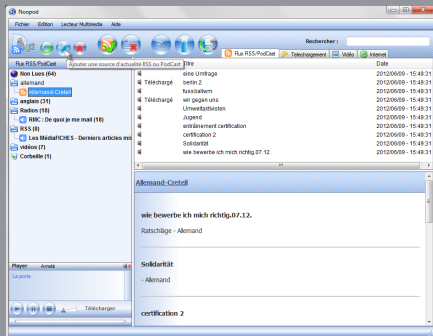 Noopod
Fichier Edition Lecteur Multimedia Aide
Rechercher :
Flux RSS/PodCast Telechargement Vidéo Internet
Ajouter une source d'actualité RSS ou PodCast
Flux RSS/PodCast
Titre Date
Non Lues (64)
allemand
Allemand-Creteil
anglais (31)
Radios (18)
RMC : De quoi je me mail (18)
RSS (8)
Les MédiaFICHES - Derniers articles mis
vidéos (7)
Corbeille (1)
eine Umfrage 2012/06/09 - 15:49:31
Téléchargé berlin 2 2012/06/09 - 15:49:31
fussballwm 2012/06/09 - 15:49:31
Téléchargé wir gegen uns 2012/06/09 - 15:49:31
Umweltaktivisten 2012/06/09 - 15:49:31
Jugend 2012/06/09 - 15:49:31
entraînement certification 2012/06/09 - 15:49:31
certification 2 2012/06/09 - 15:49:31
Solidarität 2012/06/09 - 15:49:31
wie bewerbe ich mich richtig.07.12. 2012/06/09 - 15:49:31
Allemand-Creteil
wie bewerbe ich mich richtig.07.12.
Ratschläge - Allemand
Solidarität
- Allemand
certification 2
Player Arreté
La porte
Télécharger